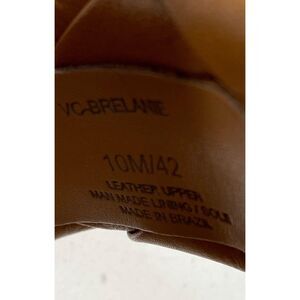 VC-BRELANIE
10M/42
LEATHER UPPER
MAN MADE LINING / SOLE
MADE IN BRAZIL